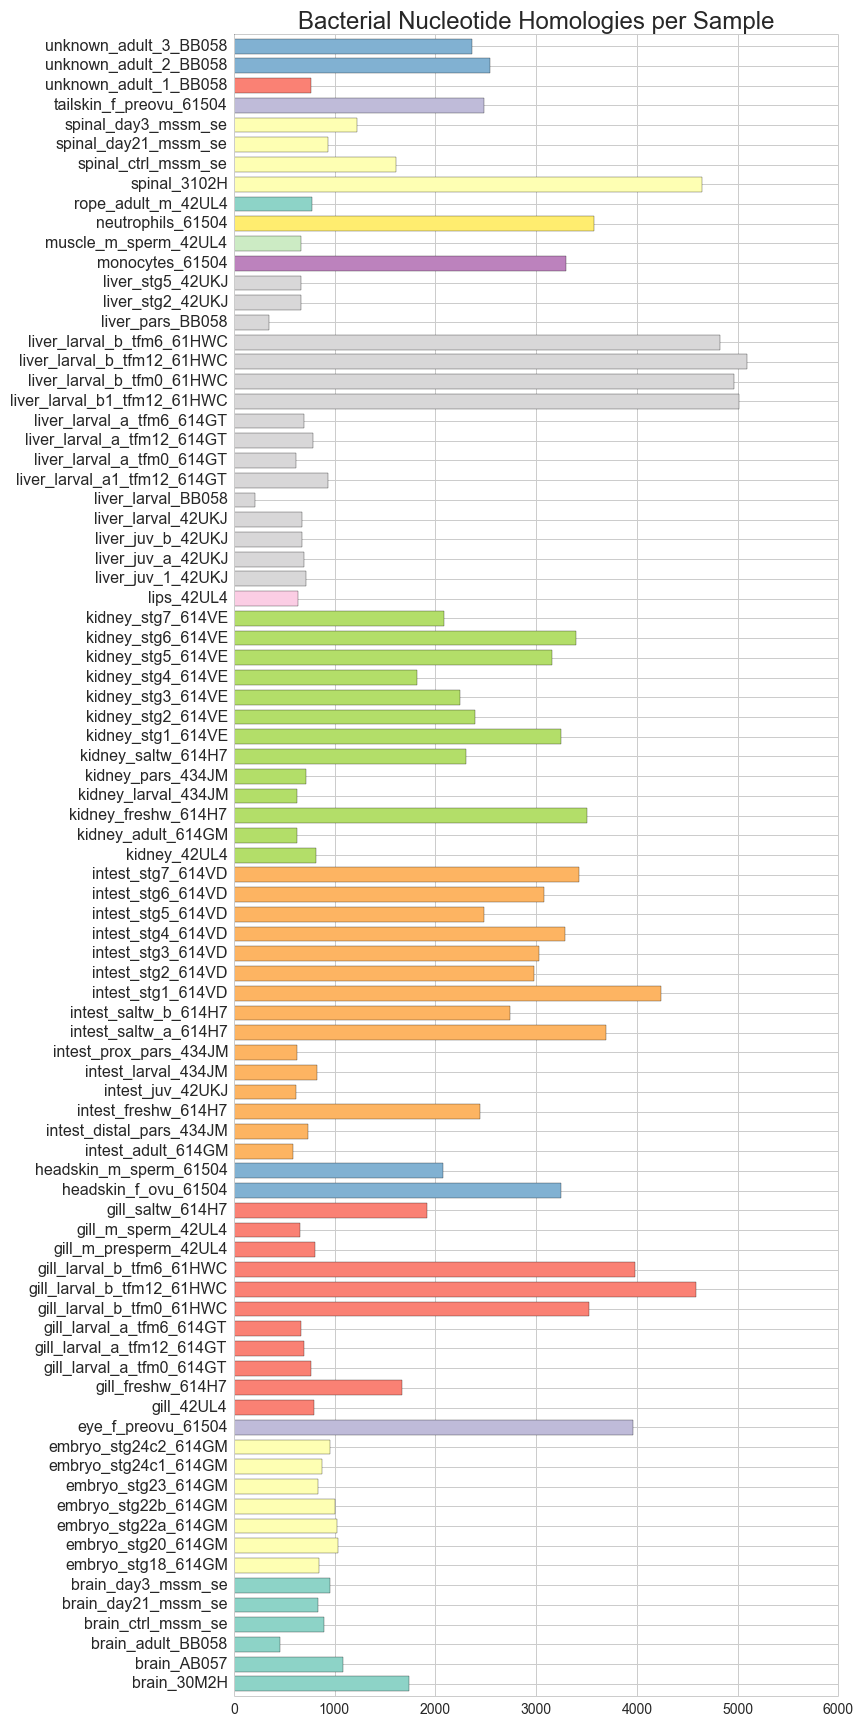 Bacterial Nucleotide Homologies per Sample
unknown_adult_3_BB058
unknown_adult_2_BB058
unknown_adult_1_BB058
tailskin_f_preovu_61504
spinal_day3_mssm_se
spinal_day21_mssm_se
spinal_ctrl_mssm_se
spinal_3102H
rope_adult_m_42UL4
neutrophils_61504
muscle_m_sperm_42UL4
monocytes_61504
liver_stg5_42UKJ
liver_stg2_42UKJ
liver_pars_BB058
liver_larval_b_tfm6_61HWC
liver_larval_b_tfm12_61HWC
liver_larval_b_tfm0_61HWC
liver_larval_b1_tfm12_61HWC
liver_larval_a_tfm6_614GT
liver_larval_a_tfm12_614GT
liver_larval_a_tfm0_614GT
liver_larval_a1_tfm12_614GT
liver_larval_BB058
liver_larval_42UKJ
liver_juv_b_42UKJ
liver_juv_a_42UKJ
liver_juv_1_42UKJ
lips_42UL4
kidney_stg7_614VE
kidney_stg6_614VE
kidney_stg5_614VE
kidney_stg4_614VE
kidney_stg3_614VE
kidney_stg2_614VE
kidney_stg1_614VE
kidney_saltw_614H7
kidney_pars_434JM
kidney_larval_434JM
kidney_freshw_614H7
kidney_adult_614GM
kidney_42UL4
intest_stg7_614VD
intest_stg6_614VD
intest_stg5_614VD
intest_stg4_614VD
intest_stg3_614VD
intest_stg2_614VD
intest_stg1_614VD
intest_saltw_b_614H7
intest_saltw_a_614H7
intest_prox_pars_434JM
intest_larval_434JM
intest_juv_42UKJ
intest_freshw_614H7
intest_distal_pars_434JM
intest_adult_614GM
headskin_m_sperm_61504
headskin_f_ovu_61504
gill_saltw_614H7
gill_m_sperm_42UL4
gill_m_presperm_42UL4
gill_larval_b_tfm6_61HWC
gill_larval_b_tfm12_61HWC
gill_larval_b_tfm0_61HWC
gill_larval_a_tfm6_614GT
gill_larval_a_tfm12_614GT
gill_larval_a_tfm0_614GT
gill_freshw_614H7
gill_42UL4
eye_f_preovu_61504
embryo_stg24c2_614GM
embryo_stg24c1_614GM
embryo_stg23_614GM
embryo_stg22b_614GM
embryo_stg22a_614GM
embryo_stg20_614GM
embryo_stg18_614GM
brain_day3_mssm_se
brain_day21_mssm_se
brain_ctrl_mssm_se
brain_adult_BB058
brain_AB057
brain_30M2H
0 1000 2000 3000 4000 5000 6000